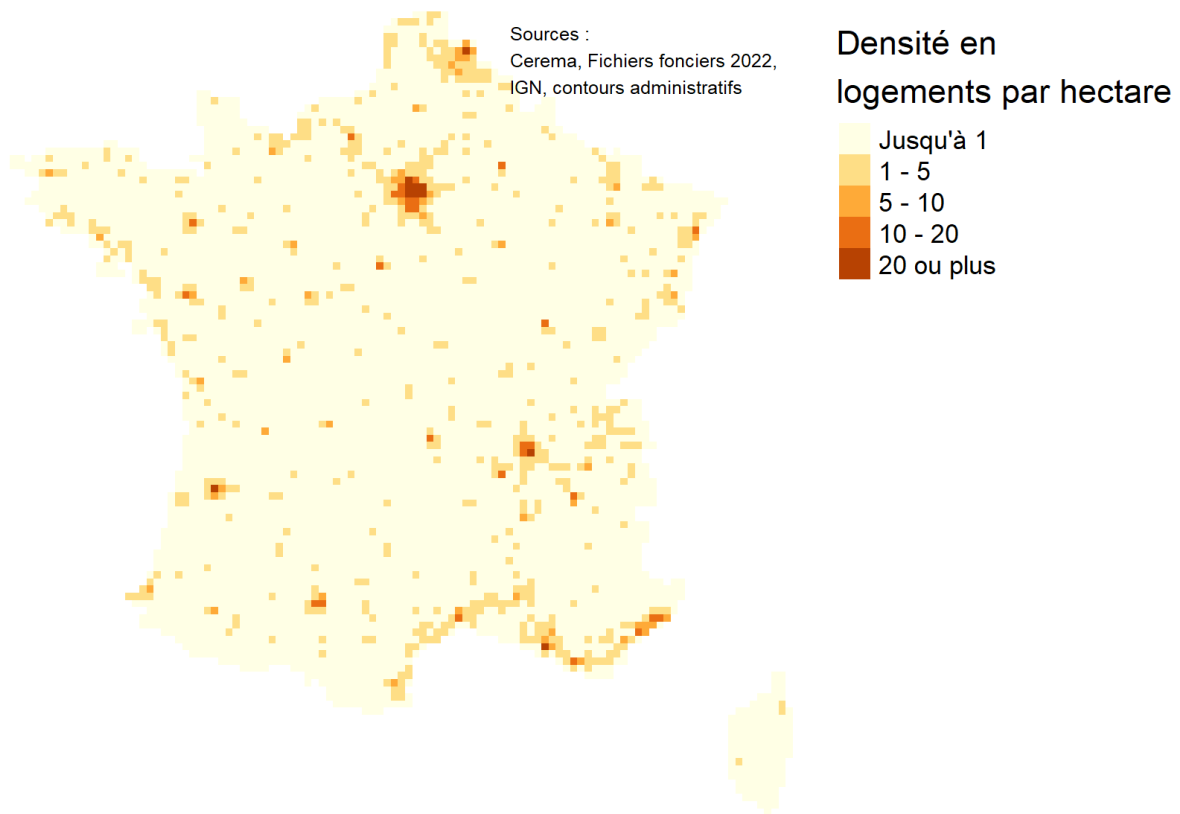 Sources :
Cerema, Fichiers fonciers 2022,
IGN, contours administratifs
Densité en
logements par hectare
Jusqu'à 1
1 - 5
5 - 10
10 - 20
20 ou plus